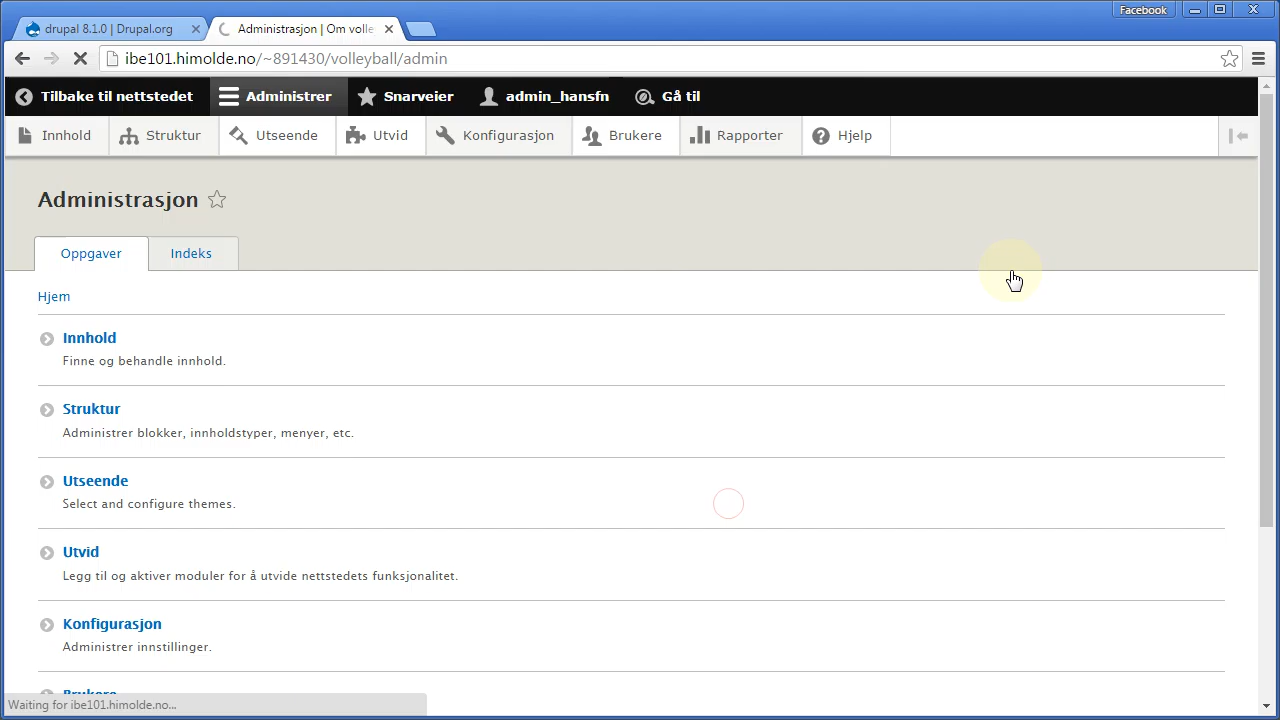 Facebook
drupal 8.1.0 | Drupal.org
Administrasjon | Om volle
ibe101.himolde.no/~891430/volleyball/admin
Tilbake til nettstedet Administrer Snarveier admin_hansfn Gå til
Innhold Struktur Utseende Utvid Konfigurasjon Brukere Rapporter Hjelp
Administrasjon
Oppgaver Indeks
Hjem
Innhold
Finne og behandle innhold.
Struktur
Administrer blokker, innholdstyper, menyer, etc.
Utseende
Select and configure themes.
Utvid
Legg til og aktiver moduler for å utvide nettstedets funksjonalitet.
Konfigurasjon
Administrer innstillinger.
Brukere
Waiting for ibe101.himolde.no...